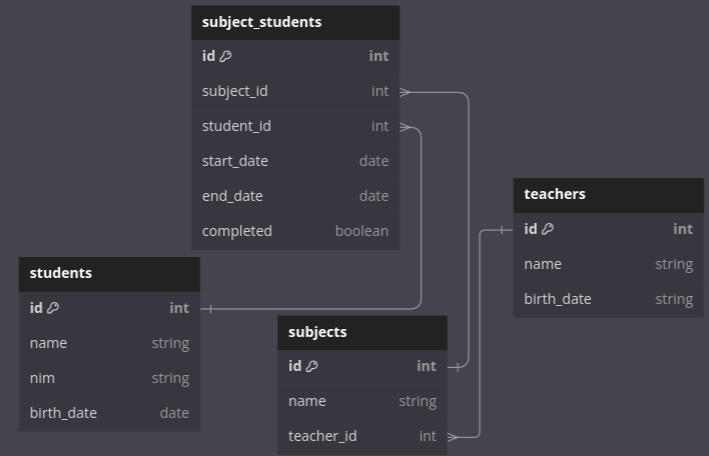 subject_students
id int
subject_id int
student_id int
start_date date
end_date date
completed boolean
teachers
id int
name string
birth_date string
students
id int
name string
nim string
birth_date date
subjects
id int
name string
teacher_id int